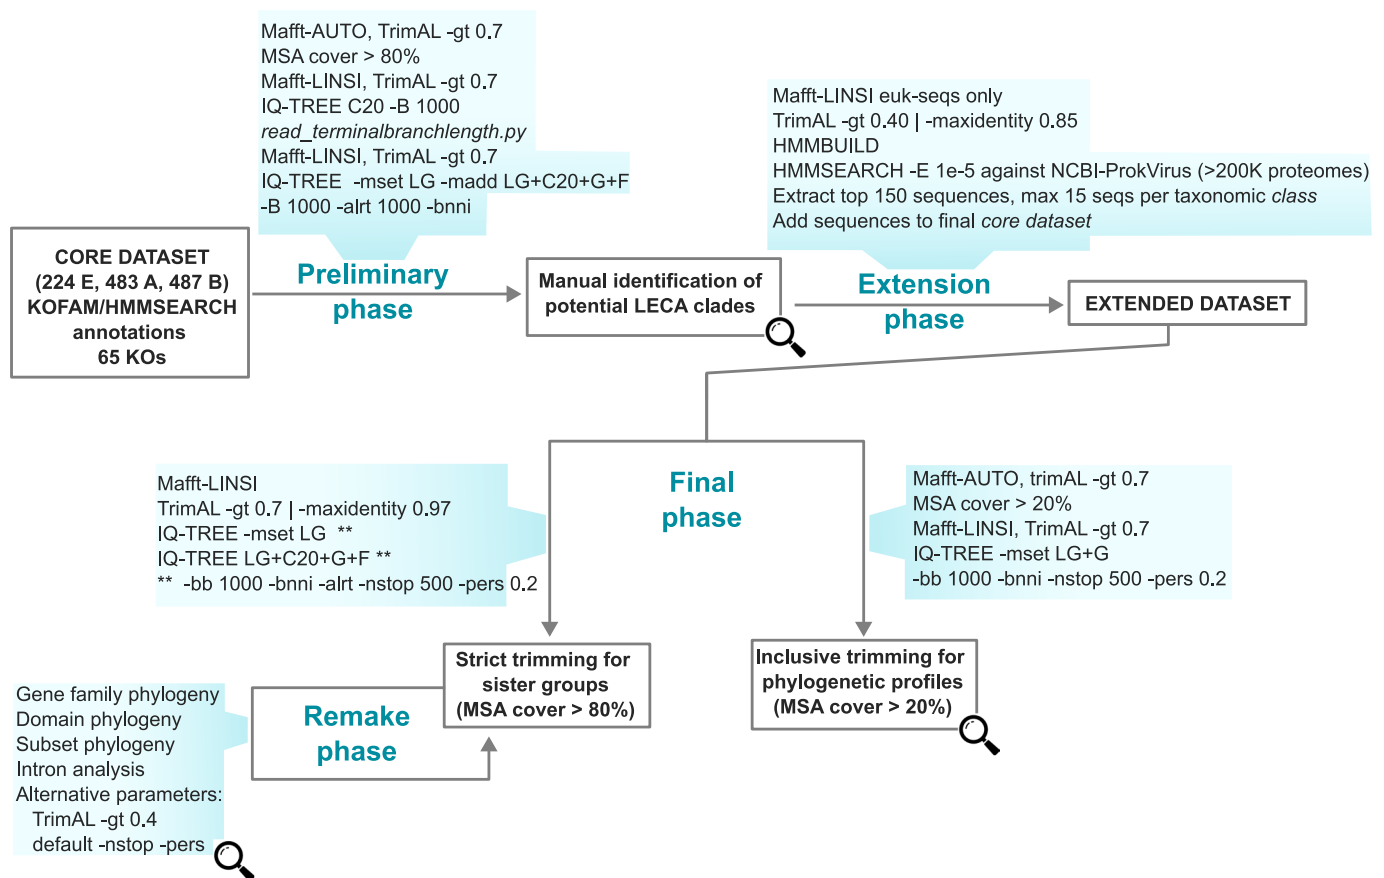 Mafft-AUTO, TrimAL -gt 0.7
MSA cover > 80%
Mafft-LINSI, TrimAL -gt 0.7
IQ-TREE C20 -B 1000
read_terminalbranchlength.py
Mafft-LINSI, TrimAL -gt 0.7
IQ-TREE -mset LG -madd LG+C20+G+F
-B 1000 -alrt 1000 -bnni
Mafft-LINSI euk-seqs only
TrimAL -gt 0.40 | -maxidentity 0.85
HMMBUILD
HMMSEARCH -E 1e-5 against NCBI-ProkVirus (>200K proteomes)
Extract top 150 sequences, max 15 seqs per taxonomic class
Add sequences to final core dataset
CORE DATASET
(224 E, 483 A, 487 B)
KOFAM/HMMSEARCH
annotations
65 KOs
Preliminary
phase
Manual identification of
potential LECA clades
Extension
phase
EXTENDED DATASET
Mafft-LINSI
TrimAL -gt 0.7 | -maxidentity 0.97
IQ-TREE -mset LG **
IQ-TREE LG+C20+G+F **
** -bb 1000 -bnni -alrt -nstop 500 -pers 0.2
Final
phase
Mafft-AUTO, trimAL -gt 0.7
MSA cover > 20%
Mafft-LINSI, TrimAL -gt 0.7
IQ-TREE -mset LG+G
-bb 1000 -bnni -nstop 500 -pers 0.2
Strict trimming for
sister groups
(MSA cover > 80%)
Inclusive trimming for
phylogenetic profiles
(MSA cover > 20%)
Remake
phase
Gene family phylogeny
Domain phylogeny
Subset phylogeny
Intron analysis
Alternative parameters:
TrimAL -gt 0.4
default -nstop -pers